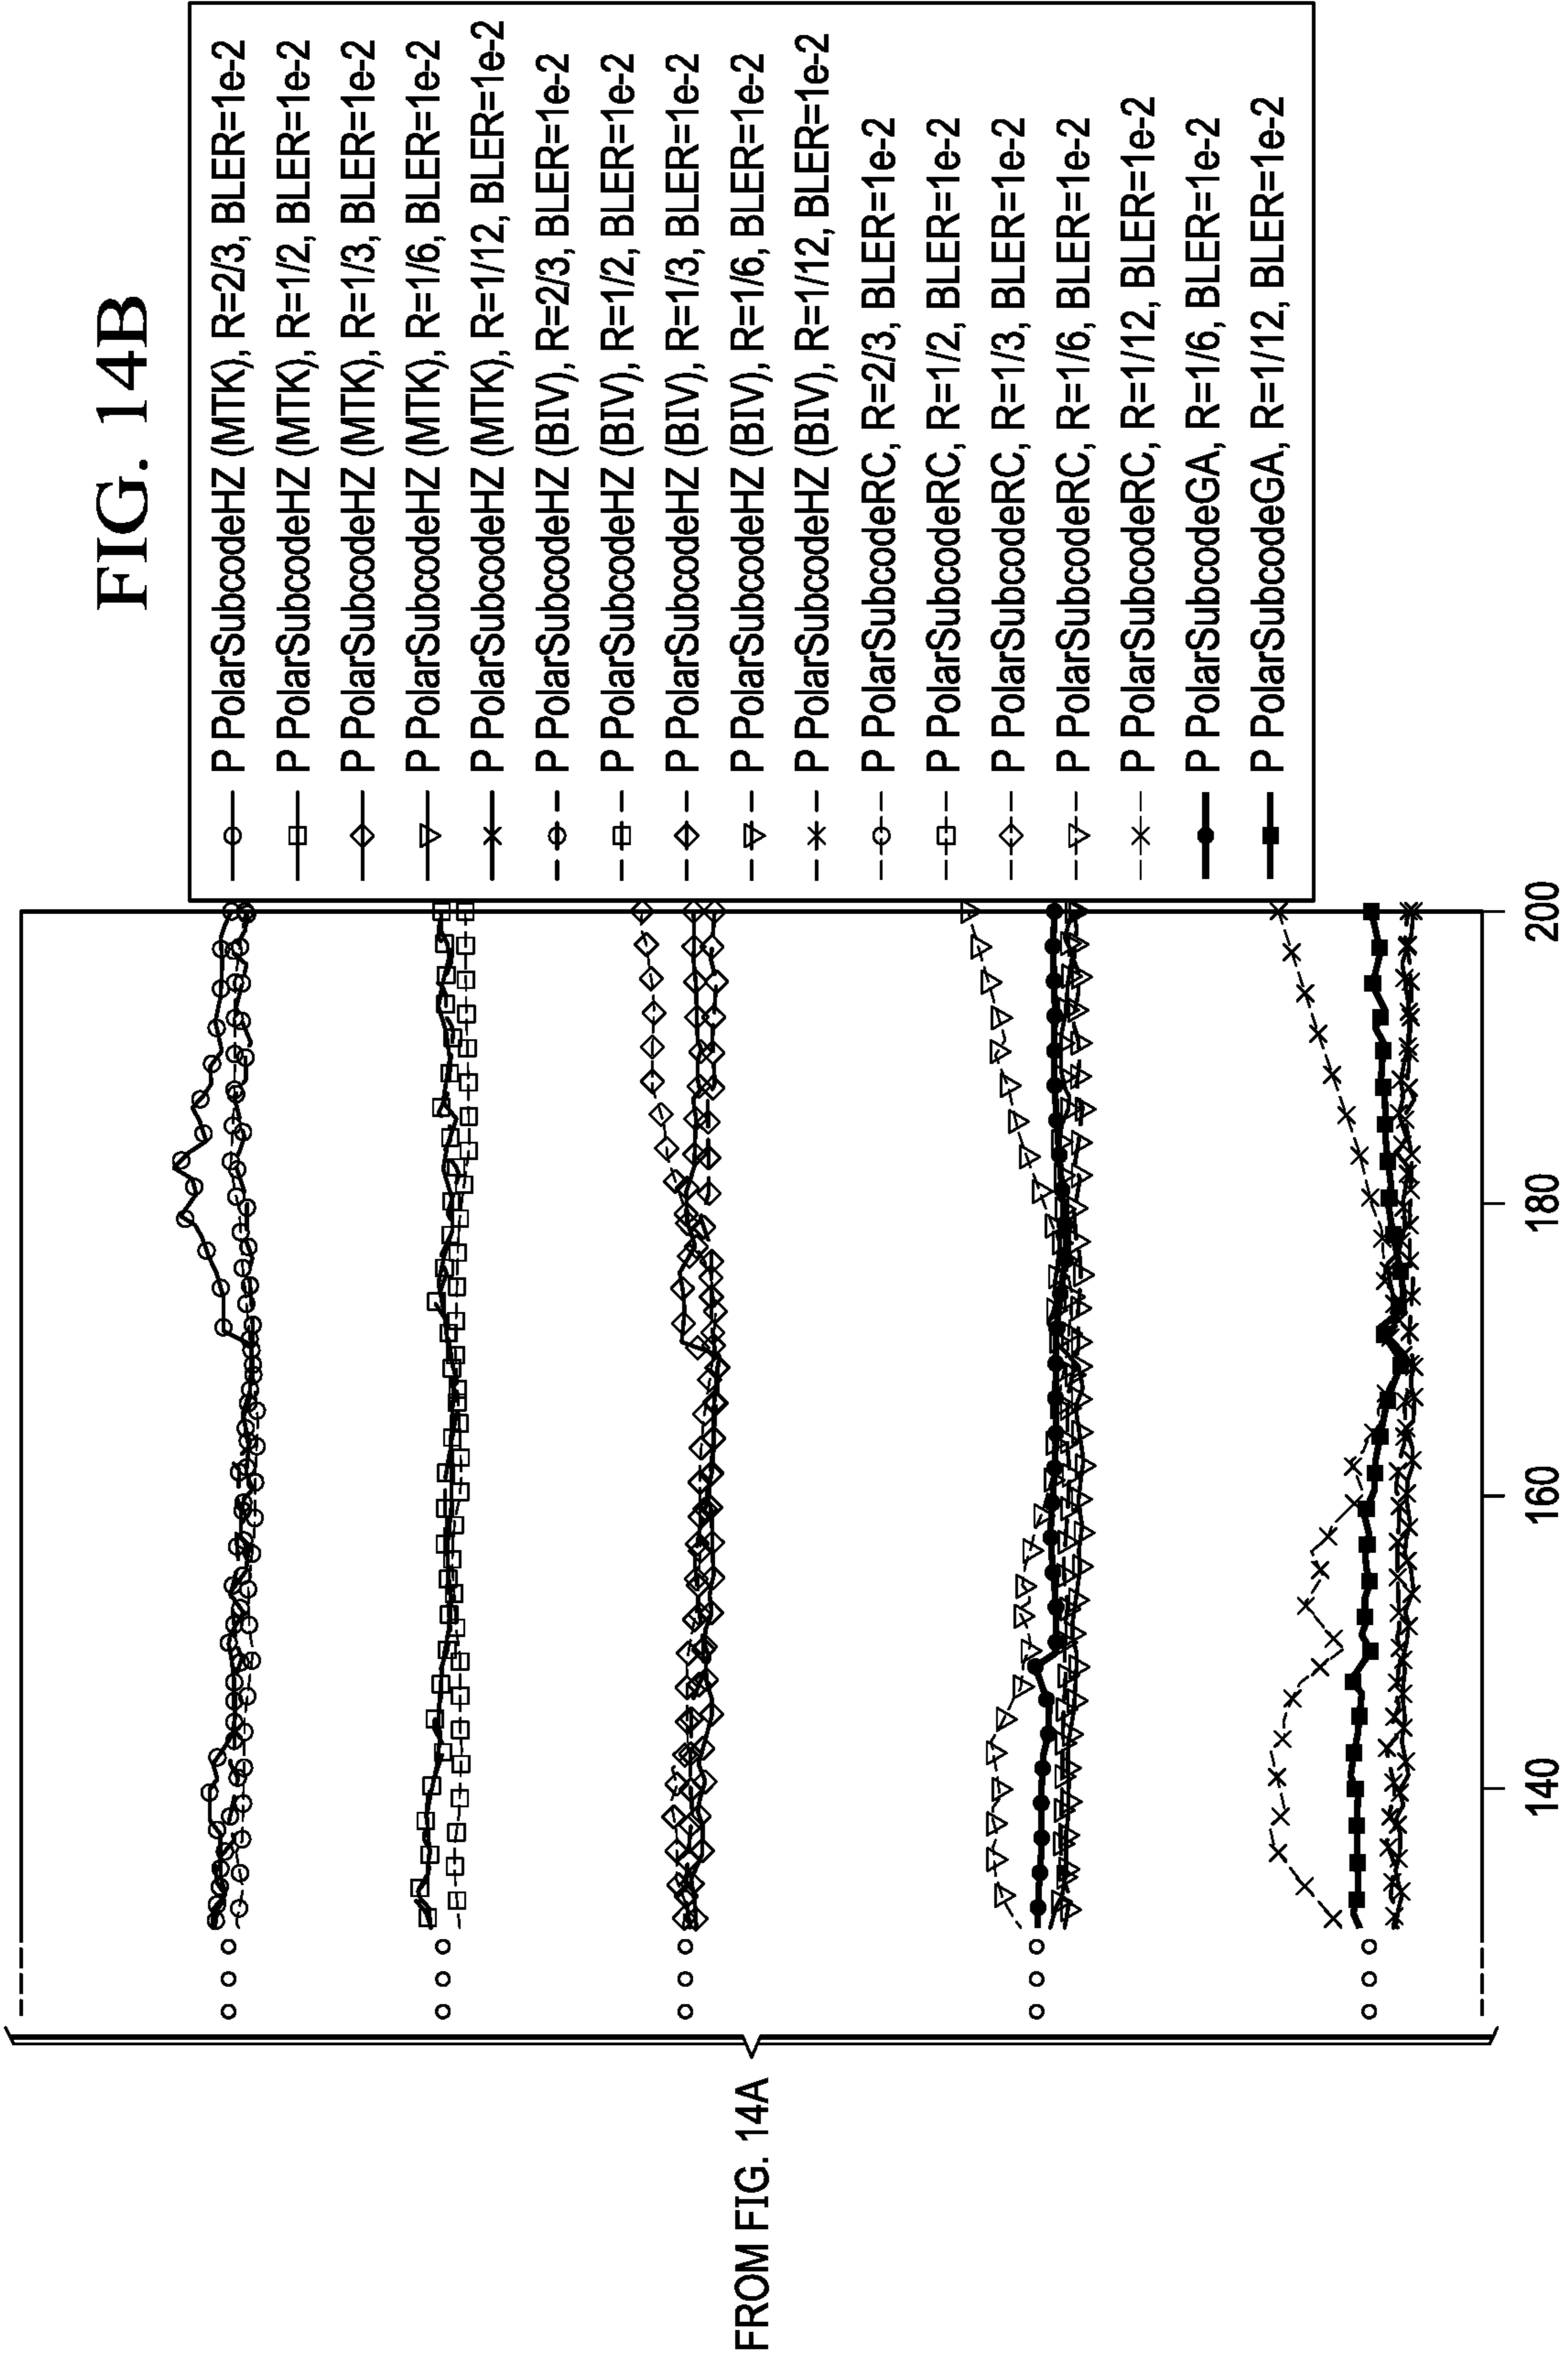 FIG. 14B
P PolarSubcodeHZ (MTK), R=2/3, BLER=1e-2
P PolarSubcodeHZ (MTK), R=1/2, BLER=1e-2
P PolarSubcodeHZ (MTK), R=1/3, BLER=1e-2
P PolarSubcodeHZ (MTK), R=1/6, BLER=1e-2
P PolarSubcodeHZ (MTK), R=1/12, BLER=1e-2
P PolarSubcodeHZ (BIV), R=2/3, BLER=1e-2
P PolarSubcodeHZ (BIV), R=1/2, BLER=1e-2
P PolarSubcodeHZ (BIV), R=1/3, BLER=1e-2
P PolarSubcodeHZ (BIV), R=1/6, BLER=1e-2
P PolarSubcodeHZ (BIV), R=1/12, BLER=1e-2
P PolarSubcodeRC, R=2/3, BLER=1e-2
P PolarSubcodeRC, R=1/2, BLER=1e-2
P PolarSubcodeRC, R=1/3, BLER=1e-2
P PolarSubcodeRC, R=1/6, BLER=1e-2
P PolarSubcodeRC, R=1/12, BLER=1e-2
P PolarSubcodeGA, R=1/6, BLER=1e-2
P PolarSubcodeGA, R=1/12, BLER=1e-2
FROM FIG. 14A
140 160 180 200